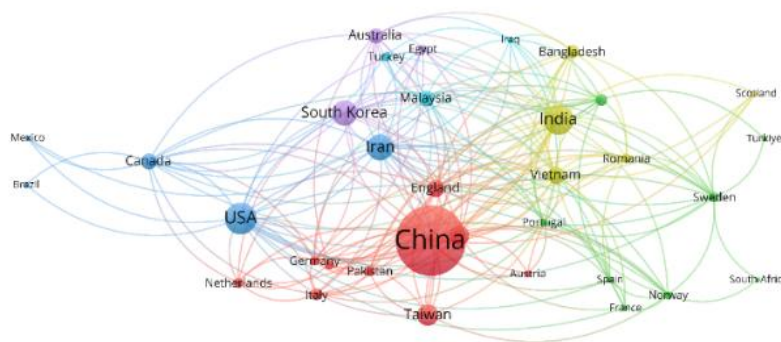 Australia
Turkey
Egypt
Iraq
Bangladesh
Malaysia
Scotland
South Korea
India
Mexico
Türkiye
Canada
Iran
Romania
Brazil
England
Vietnam
Sweden
USA
Portugal
China
Germany
Pakistan
Austria
Spain
South Afric
Netherlands
Italy
Norway
France
Taiwan